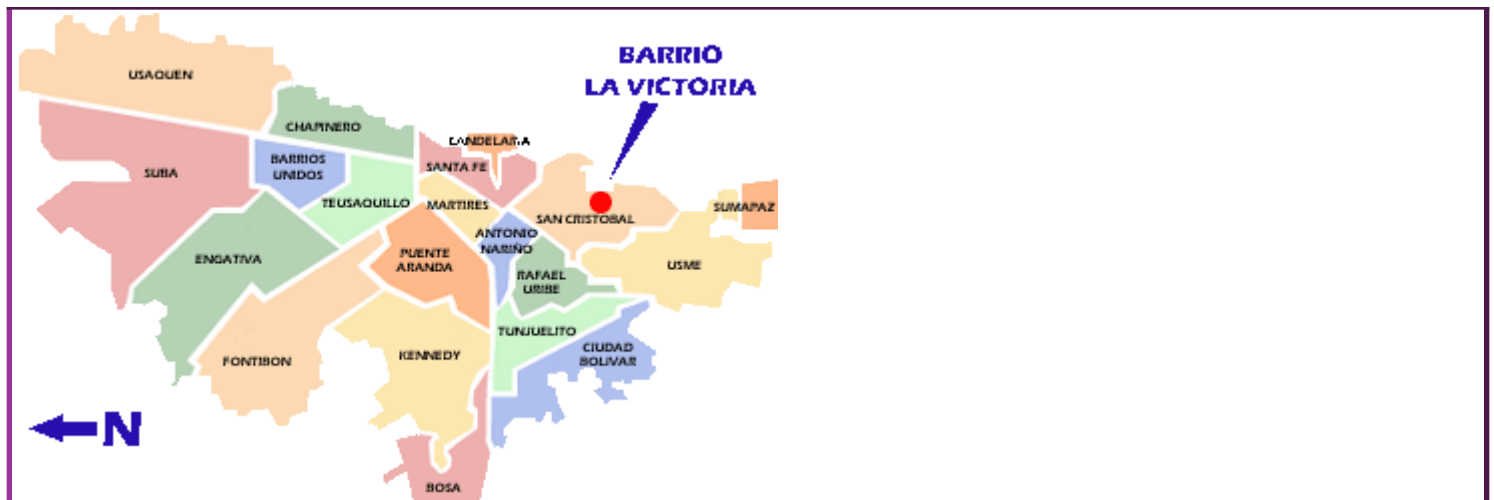 BARRIO
LA VICTORIA
USAQUEN
CHAPINERO
CANDELARIA
BARRIOS
UNIDOS
SANTA FE
SUBA
TEUSAQUILLO
MARTIRES
SUMAPAZ
SAN CRISTOBAL
ANTONIO
NARIÑO
PUENTE
ARANDA
ENGATIVA
USME
RAFAEL
URIBE
TUNJUELITO
CIUDAD
BOLIVAR
KENNEDY
FONTIBON
N
BOSA